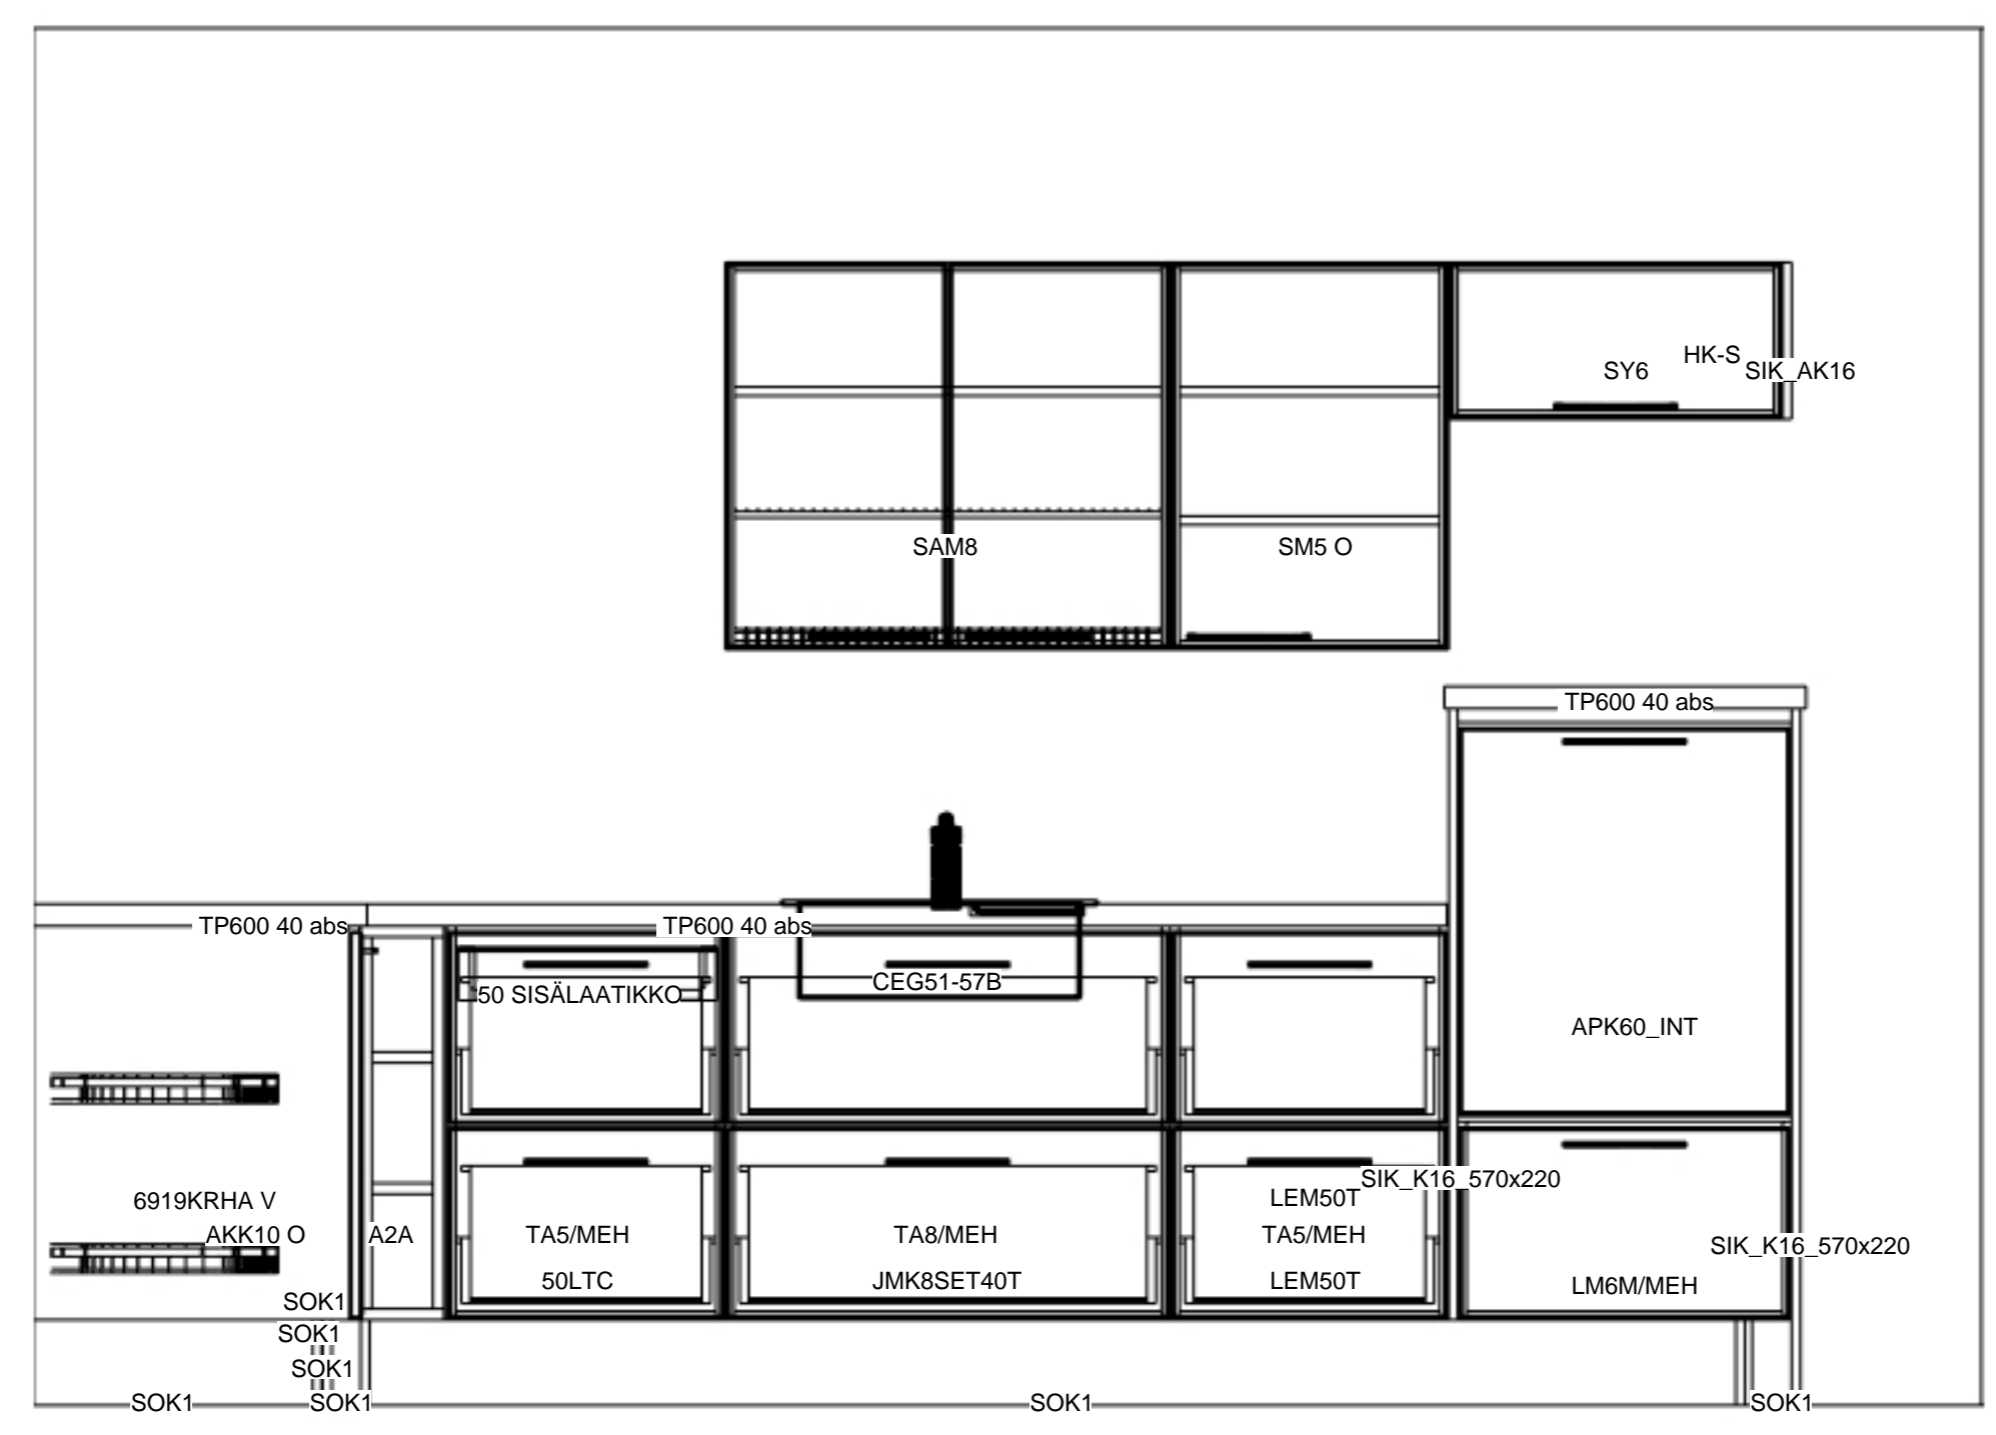 HK-S
SY6
SIK_AK16
SAM8
SM5 O
TP600 40 abs
TP600 40 abs
TP600 40 abs
CEG51-57B
50 SISÄLAATIKKO
APK60_INT
SIK_K16_570x220
LEM50T
6919KRHA V
AKK10 O
A2A
TA5/MEH
TA8/MEH
TA5/MEH
SIK_K16_570x220
50LTC
JMK8SET40T
LEM50T
LM6M/MEH
SOK1
SOK1
SOK1
SOK1
SOK1
SOK1
SOK1